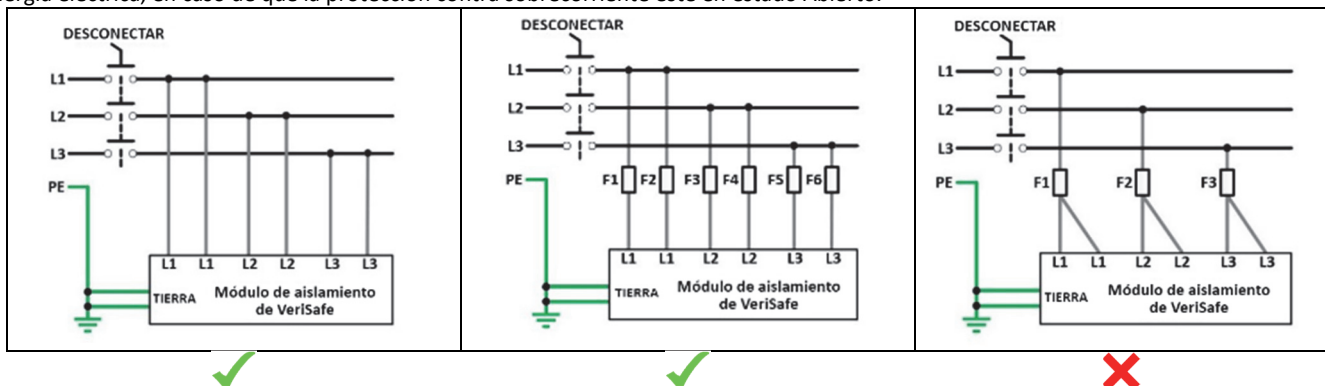 energía eléctrica, en caso de que la protección contra sobrecorriente esté en estado Abierto.
DESCONECTAR
L1
L2
L3
PE
L1 L1 L2 L2 L3 L3
TIERRA
Módulo de aislamiento
de VeriSafe
DESCONECTAR
L1
L2
L3
PE
F1 F2 F3 F4 F5 F6
L1 L1 L2 L2 L3 L3
TIERRA
Módulo de aislamiento
de VeriSafe
DESCONECTAR
L1
L2
L3
PE
F1 F2 F3
L1 L1 L2 L2 L3 L3
TIERRA
Módulo de aislamiento
de VeriSafe